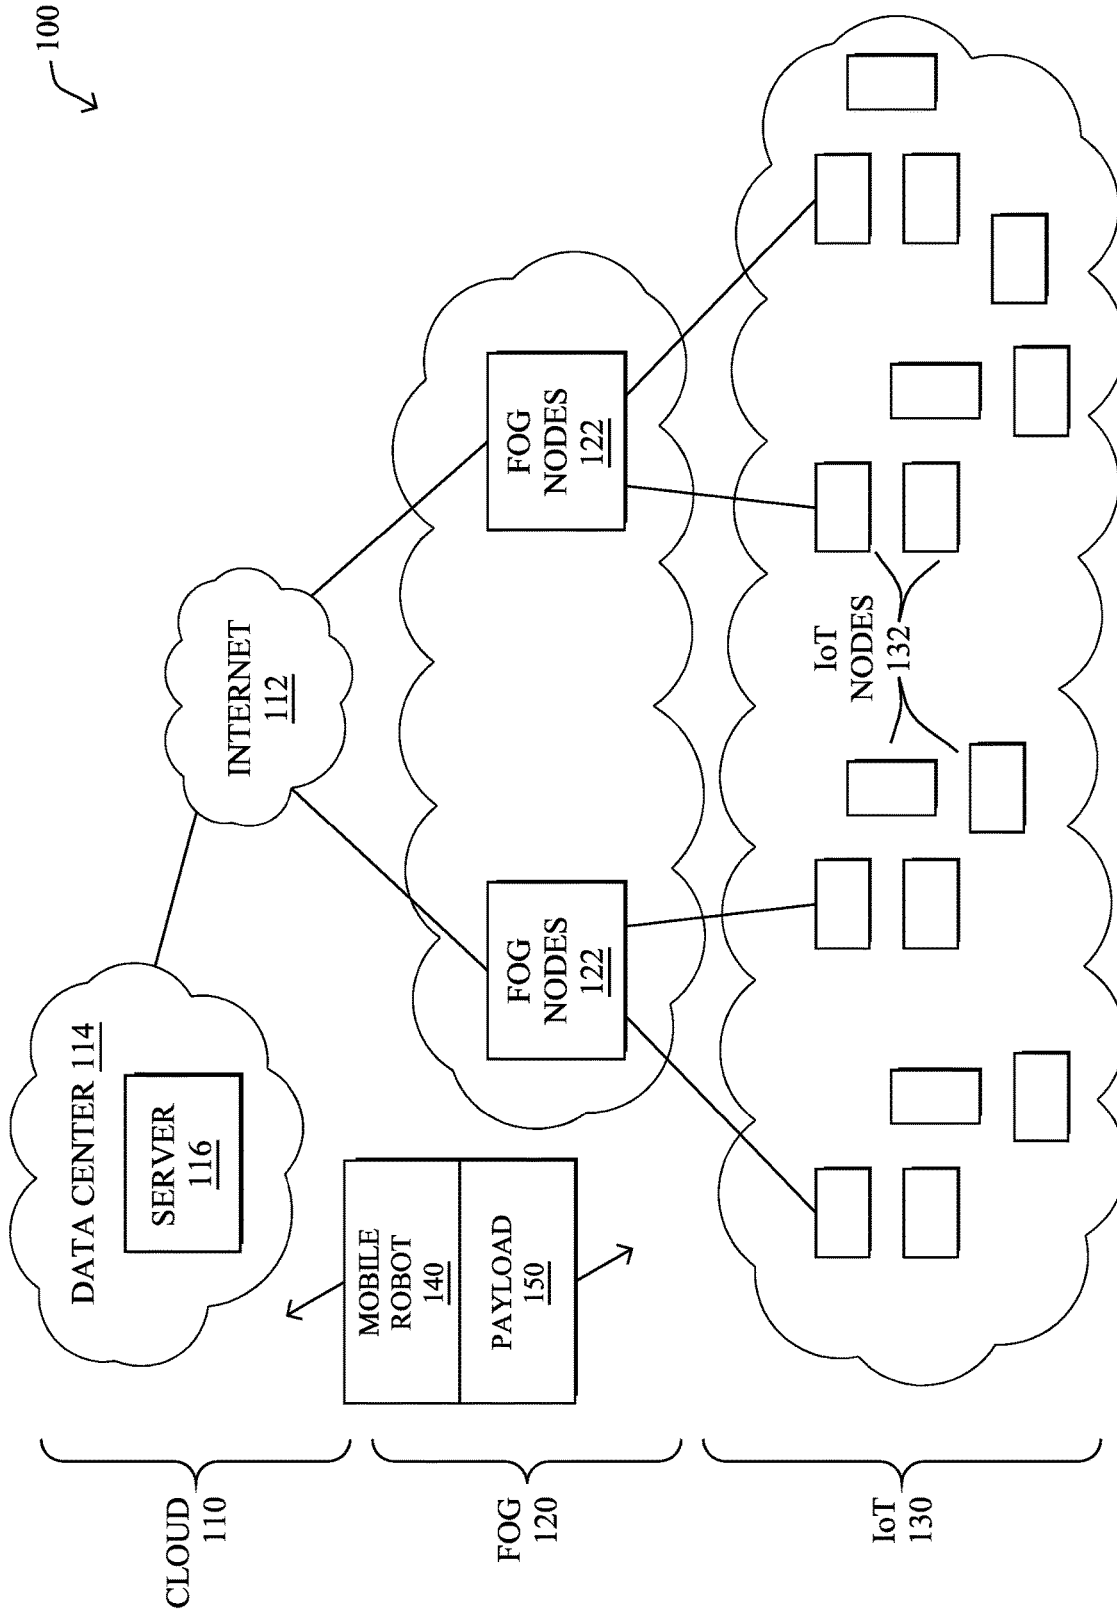 100
CLOUD
110
DATA CENTER 114
SERVER
116
INTERNET
112
MOBILE
ROBOT
140
PAYLOAD
150
FOG
120
FOG
NODES
122
FOG
NODES
122
IoT
130
IoT
NODES
132